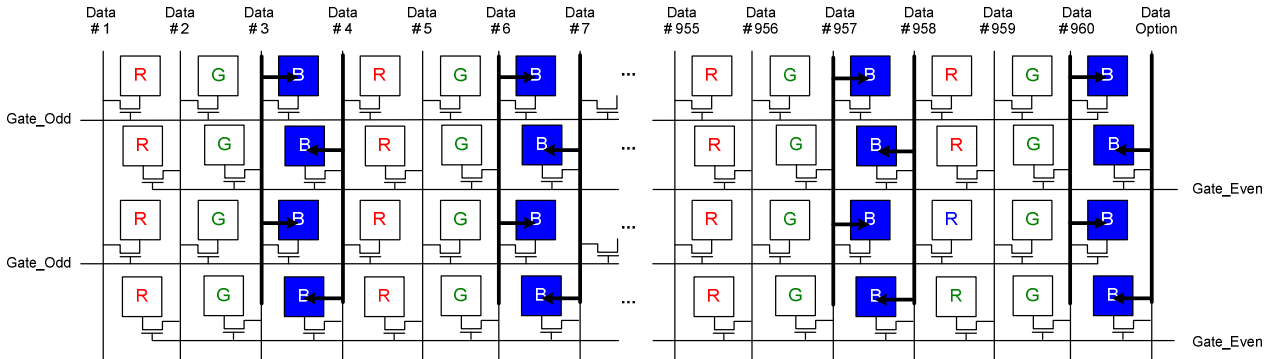 Data #1 Data #2 Data #3 Data #4 Data #5 Data #6 Data #7 Data #955 Data #956 Data #957 Data #958 Data #959 Data #960 Data Option
R G B R G B ... R G B R G B
Gate_Odd
R G B R G B ... R G B R G B
Gate_Even
R G B R G B ... R G B R G B
Gate_Odd
R G B R G B ... R G B R G B
Gate_Even